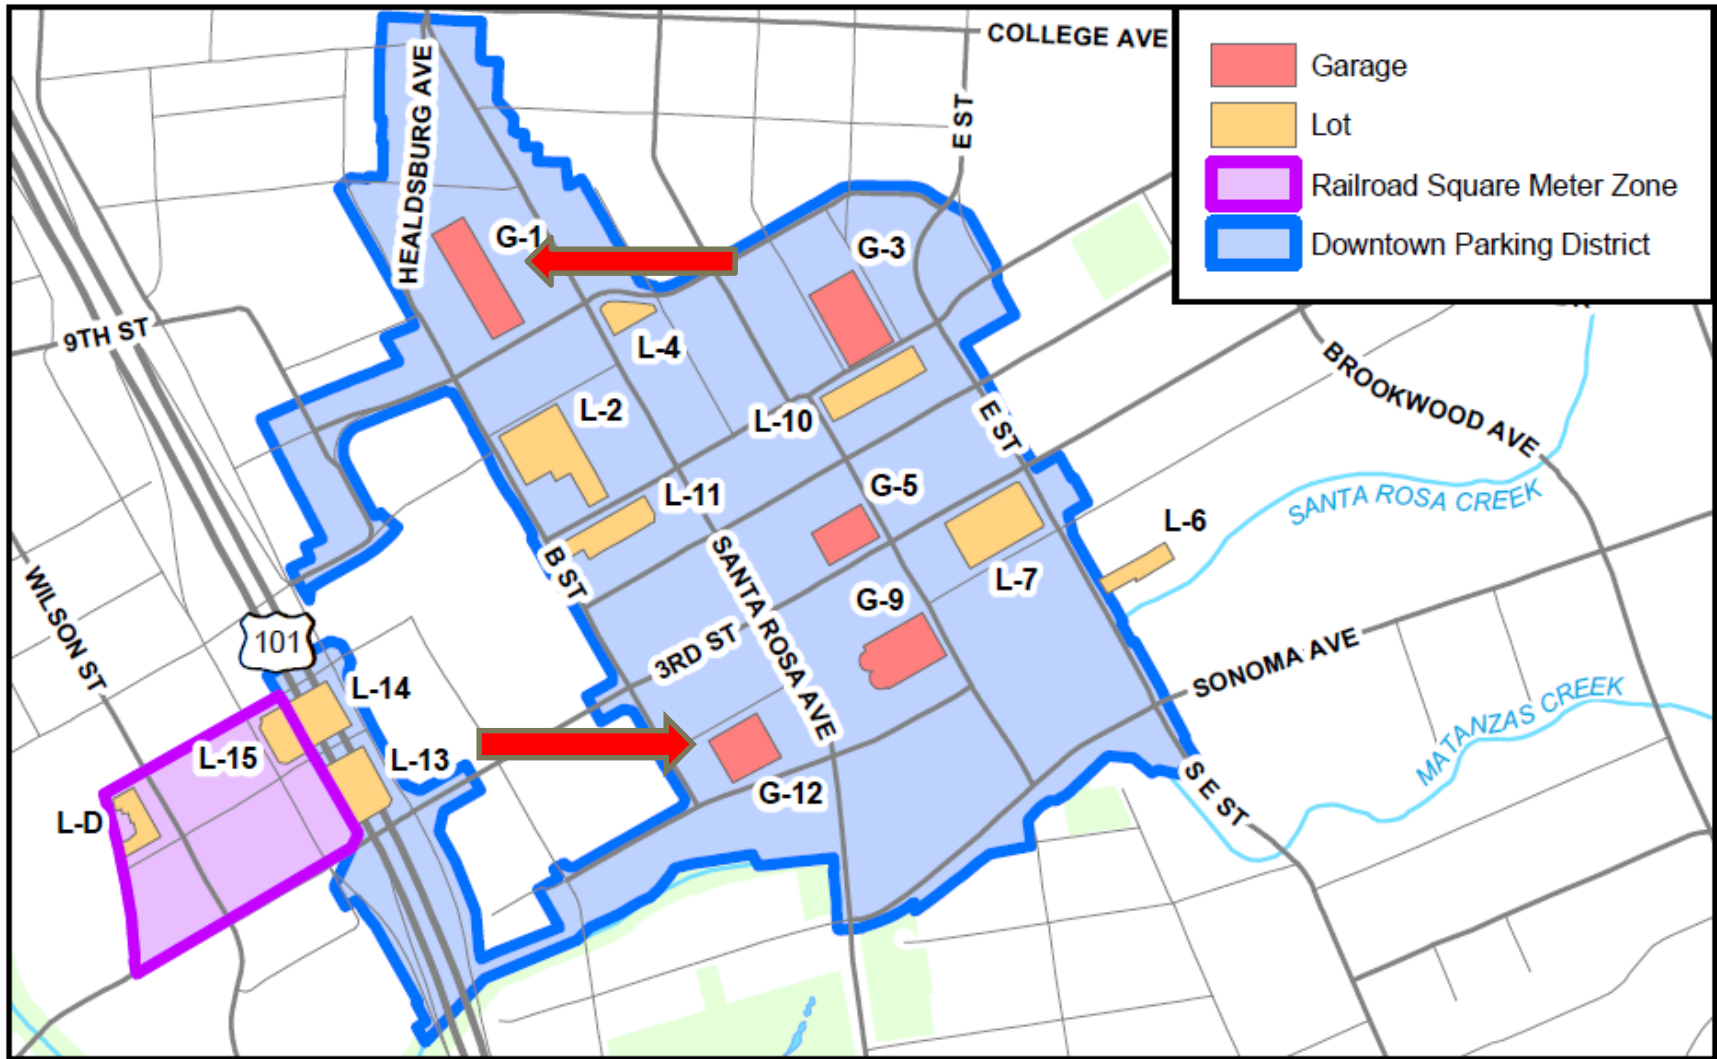 COLLEGE AVE
Garage
Lot
Railroad Square Meter Zone
Downtown Parking District
HEALDSBURG AVE
E ST
G-1
G-3
9TH ST
L-4
BROOKWOOD AVE
L-2
L-10
E ST
L-11
G-5
SANTA ROSA CREEK
L-6
B ST
SANTA ROSA AVE
L-7
WILSON ST
G-9
101
3RD ST
SONOMA AVE
L-14
MATANZAS CREEK
L-15
L-13
G-12
S E ST
L-D